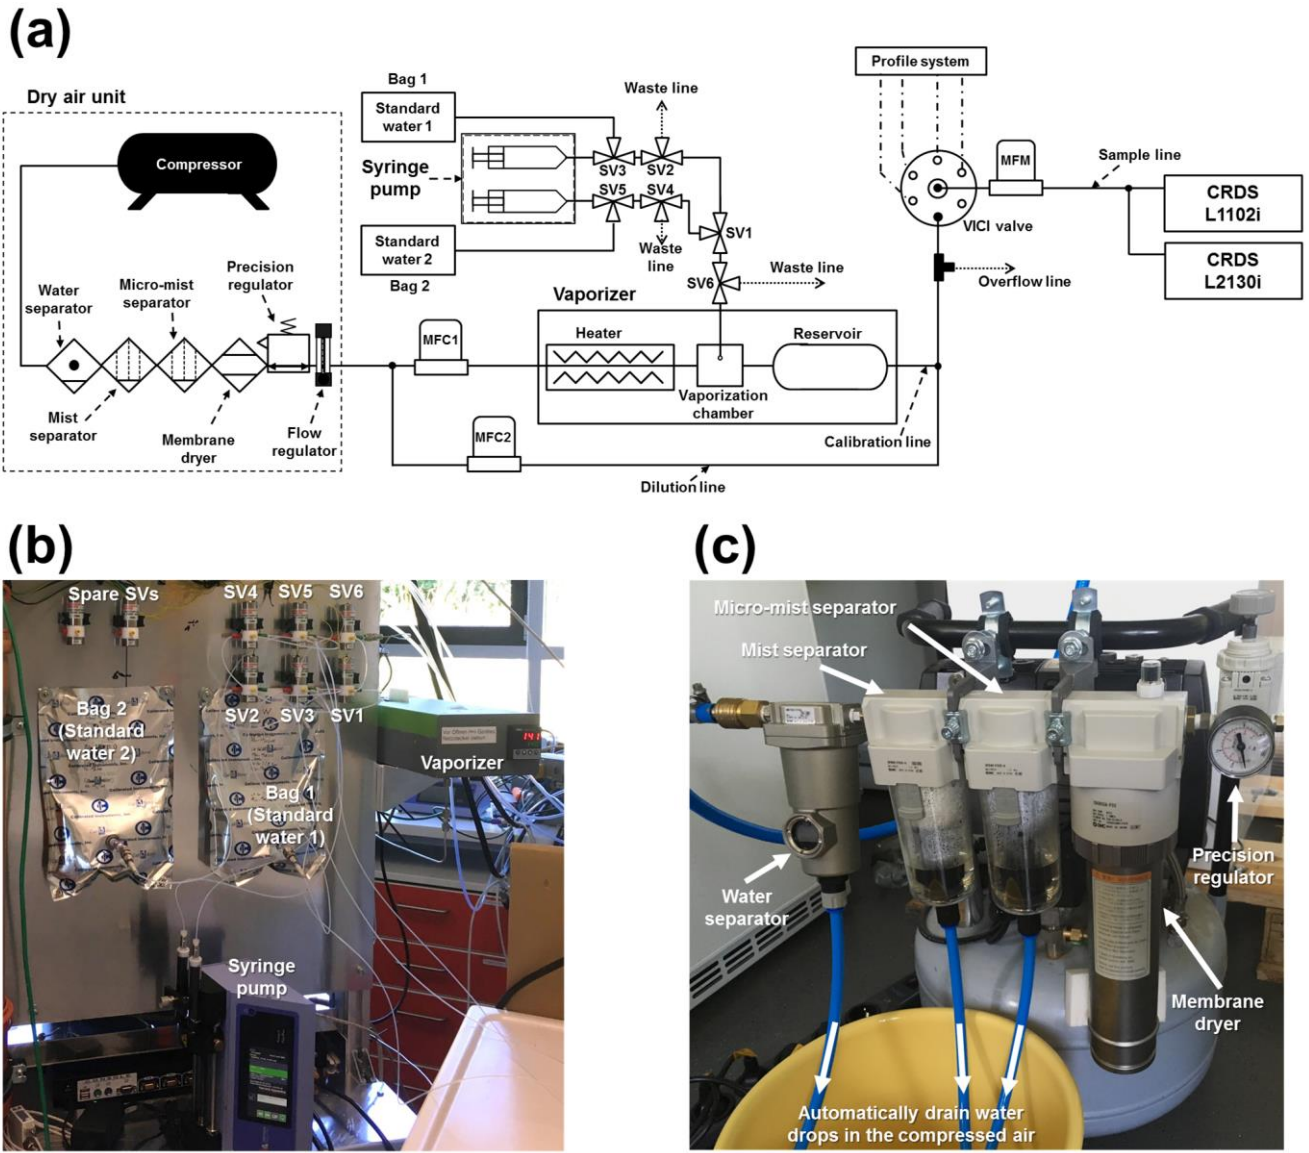 (a)
Dry air unit
Compressor
Water
separator
Micro-mist
separator
Precision
regulator
Mist
separator
Membrane
dryer
Flow
regulator
Bag 1
Standard
water 1
Syringe
pump
Standard
water 2
Bag 2
Waste line
SV3
SV2
SV5
SV4
Waste
line
SV1
SV6
Waste line
Vaporizer
Heater
Reservoir
Vaporization
chamber
MFC1
MFC2
Calibration line
Dilution line
Profile system
MFM
Sample line
VICI valve
Overflow line
CRDS
L1102i
CRDS
L2130i
(b)
Spare SVs
SV4
SV5
SV6
SV2
SV3
SV1
Bag 2
(Standard
water 2)
Bag 1
(Standard
water 1)
141
Vaporizer
Syringe
pump
(c)
Micro-mist separator
Mist separator
Water
separator
Precision
regulator
Membrane
dryer
Automatically drain water
drops in the compressed air